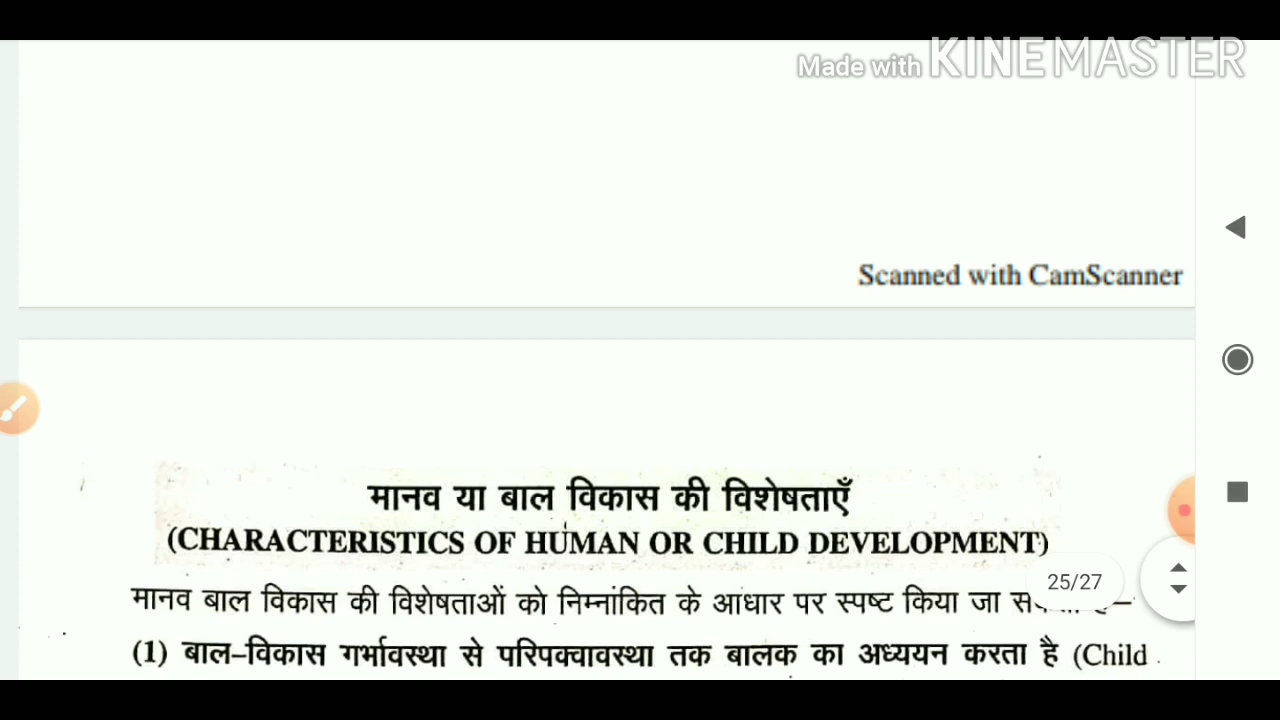 Made with KINEMASTER
Scanned with CamScanner
मानव या बाल विकास की विशेषताएँ
(CHARACTERISTICS OF HUMAN OR CHILD DEVELOPMENT)
25/27
मानव बाल विकास की विशेषताओं को निम्नांकित के आधार पर स्पष्ट किया जा है–
(1) बाल–विकास गर्भावस्था से परिपक्वावस्था तक बालक का अध्ययन करता है (Child